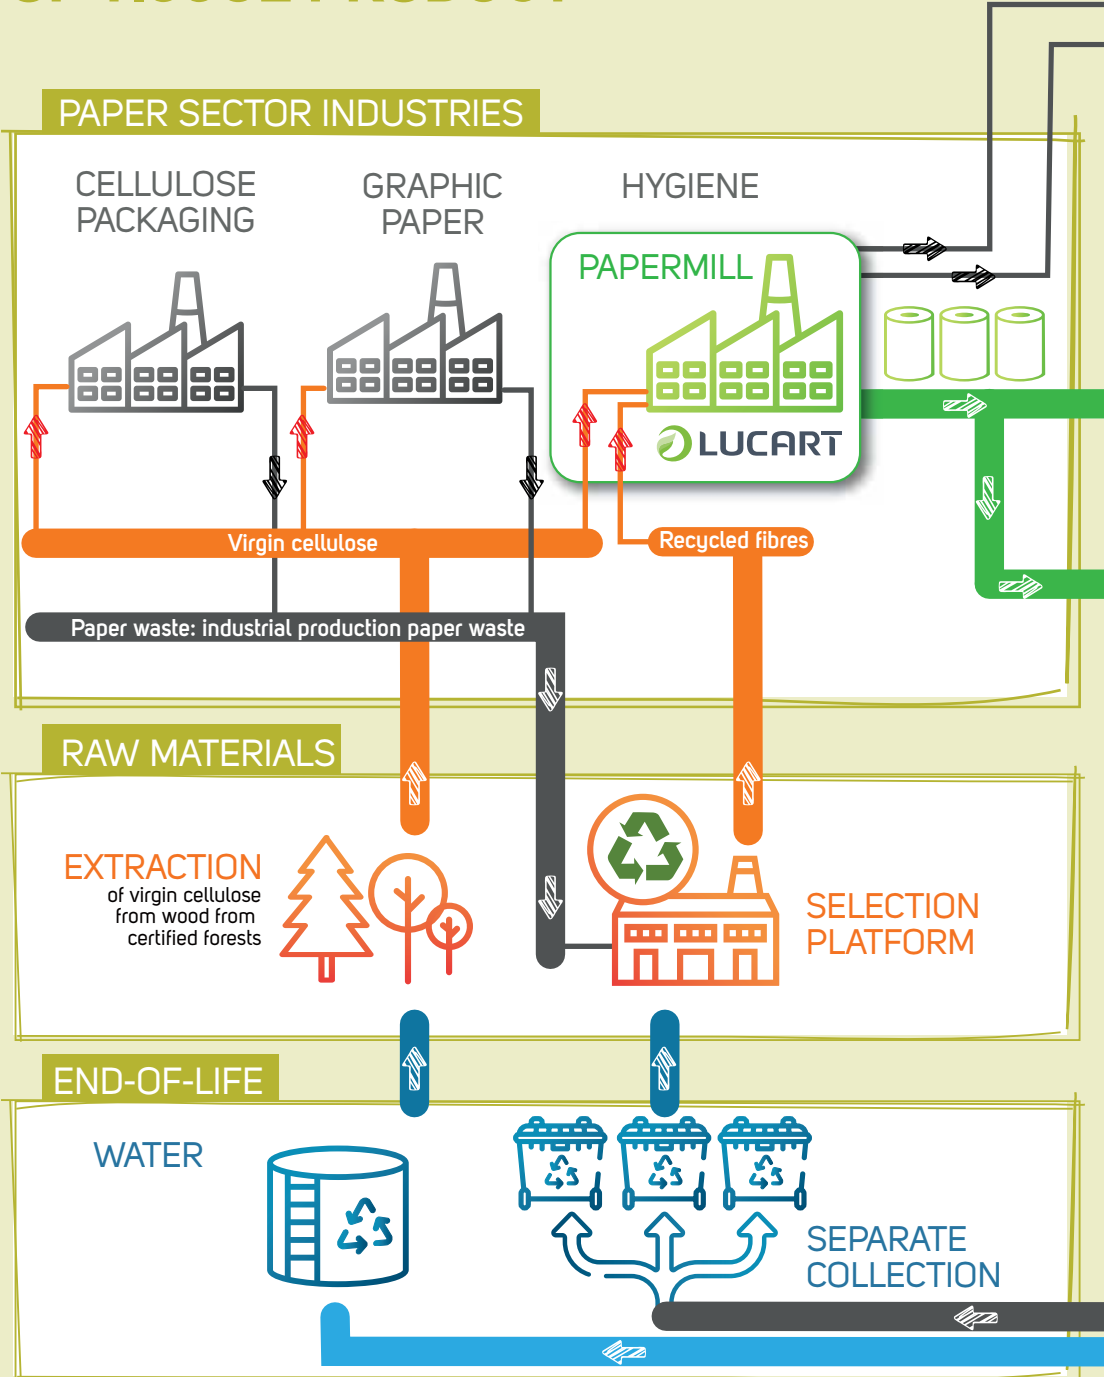 PAPER SECTOR INDUSTRIES
CELLULOSE
PACKAGING
GRAPHIC
PAPER
HYGIENE
PAPERMILL
LUCART
Virgin cellulose
Recycled fibres
Paper waste: industrial production paper waste
RAW MATERIALS
EXTRACTION
of virgin cellulose
from wood from
certified forests
SELECTION
PLATFORM
END-OF-LIFE
WATER
SEPARATE
COLLECTION